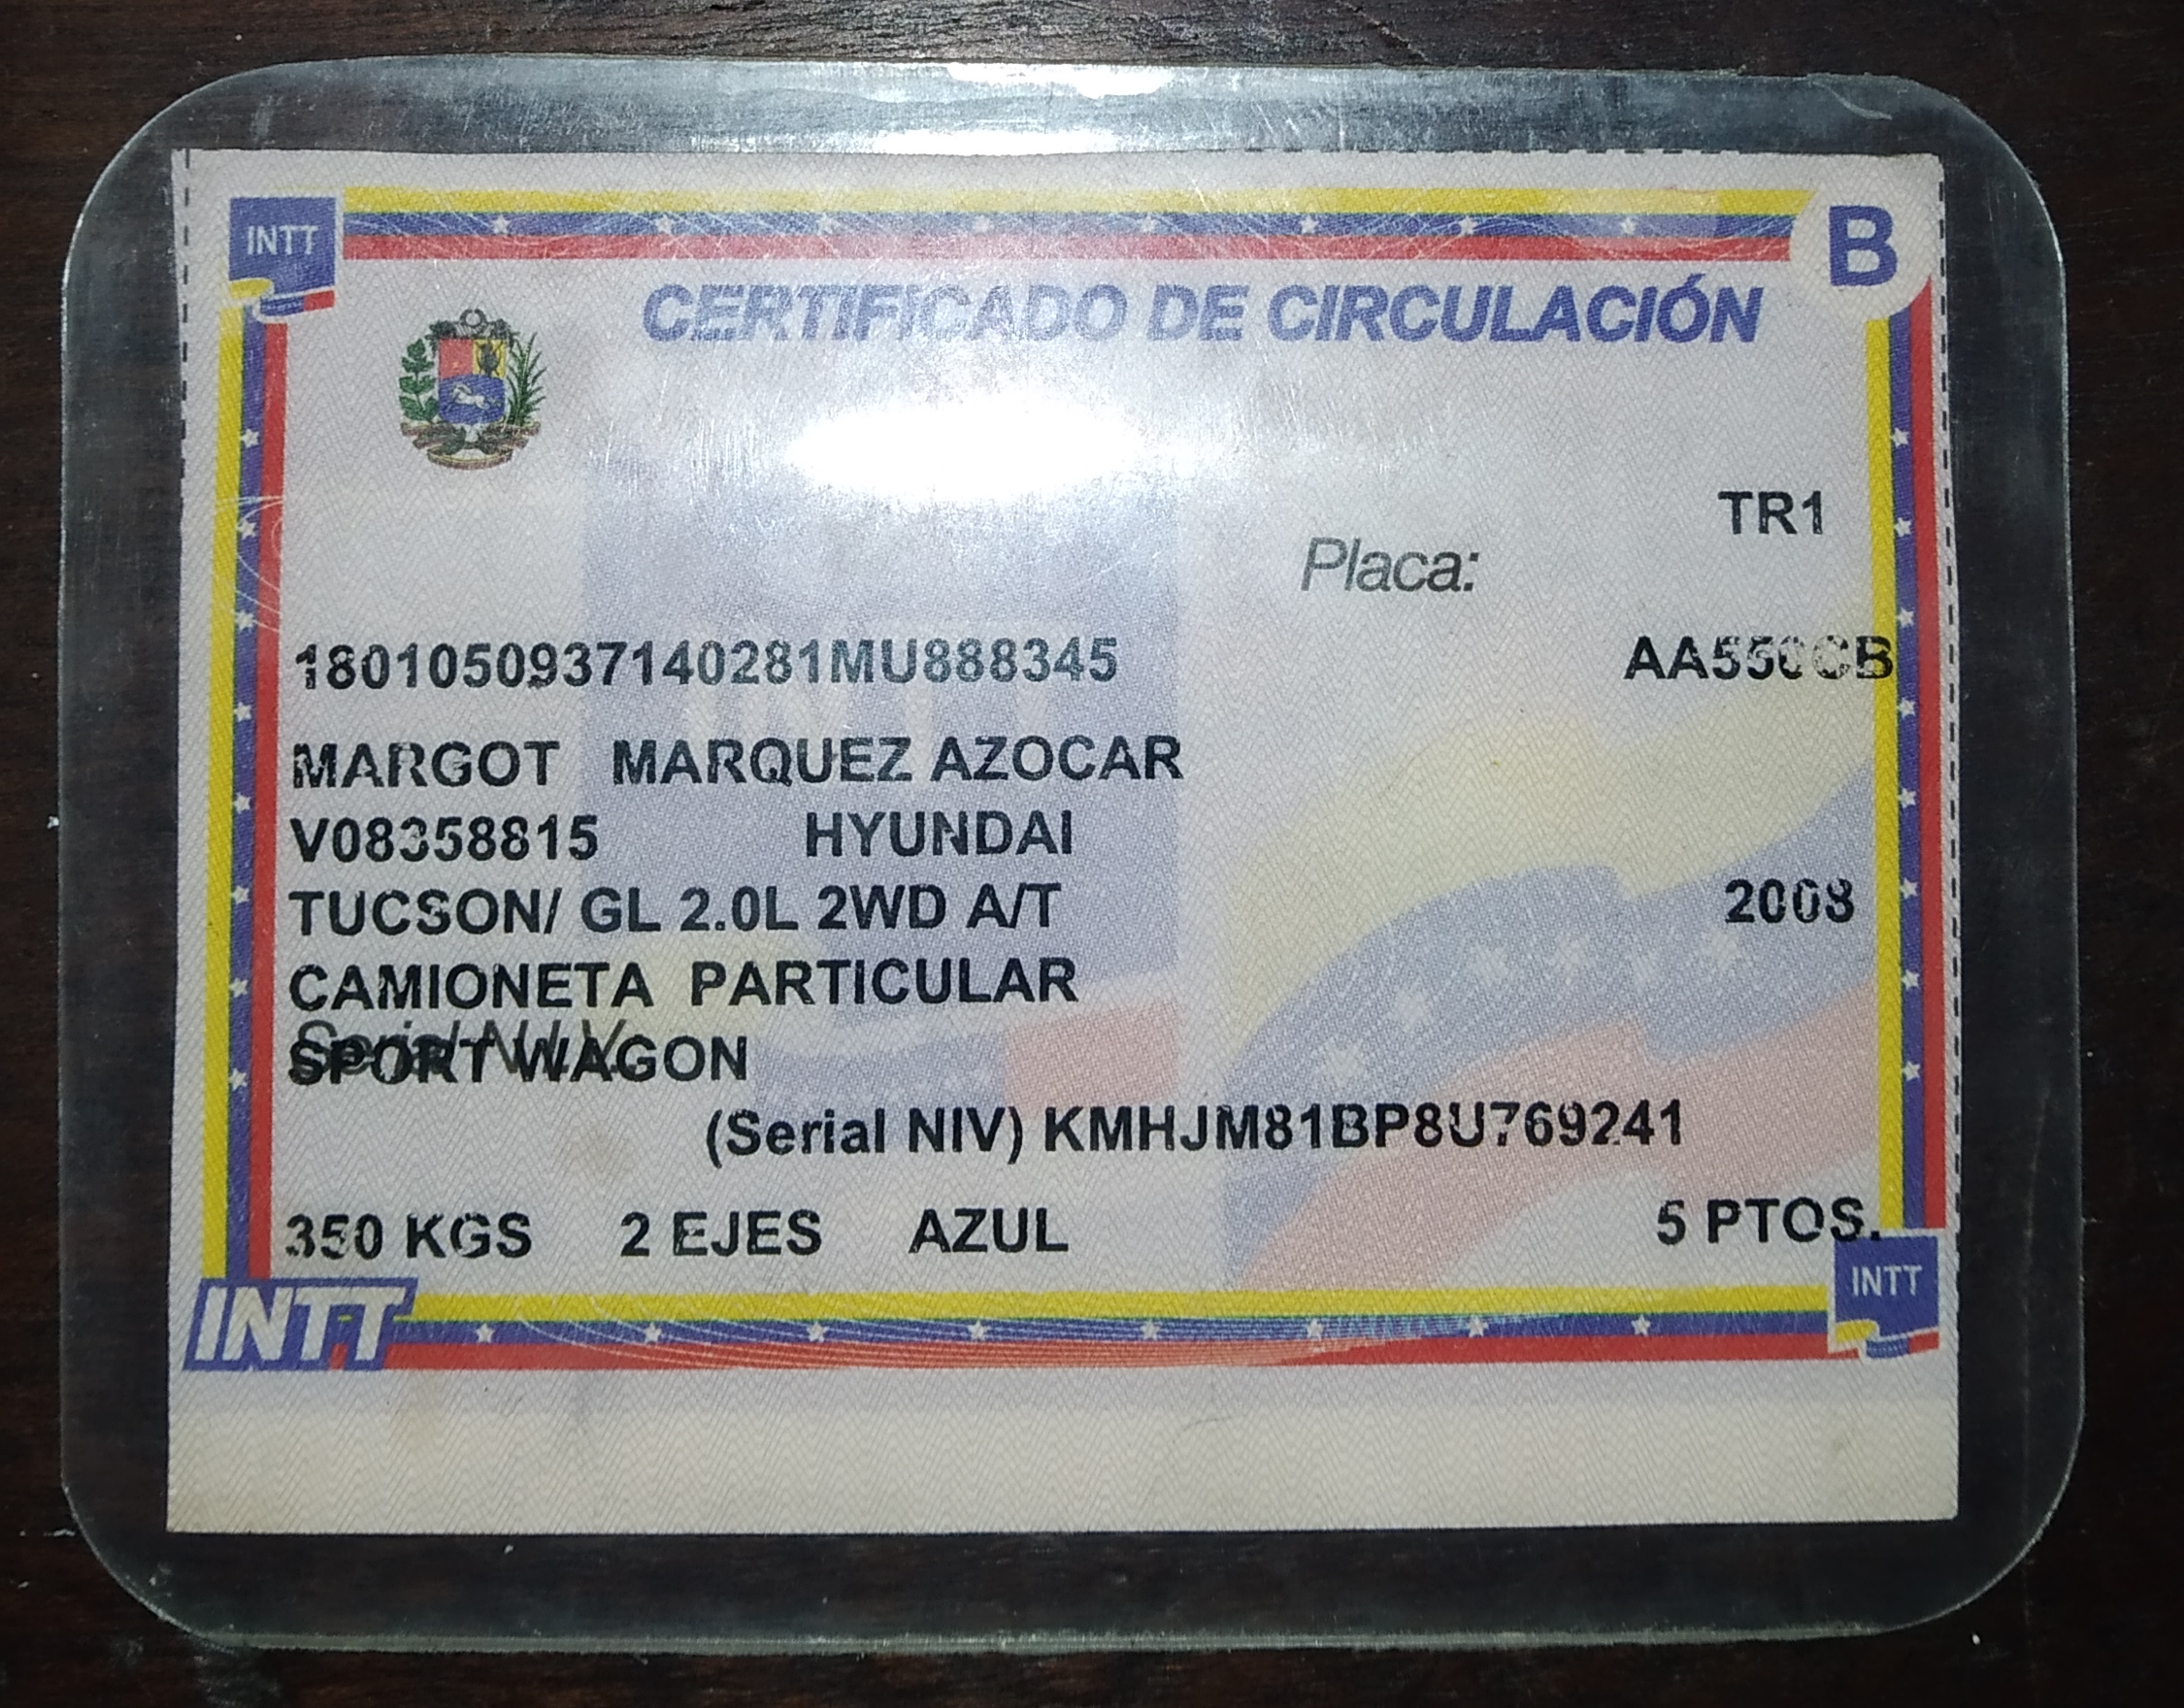 INTT
B
CERTIFICADO DE CIRCULACIÓN
TR1
Placa:
1801050937140281MU888345 AA550CB
MARGOT MARQUEZ AZOCAR
V08358815 HYUNDAI
TUCSON/ GL 2.0L 2WD A/T 2008
CAMIONETA PARTICULAR
Serial N.I.V.
SPORT WAGON
(Serial NIV) KMHJM81BP8U769241
350 KGS 2 EJES AZUL 5 PTOS.
INTT
INTT